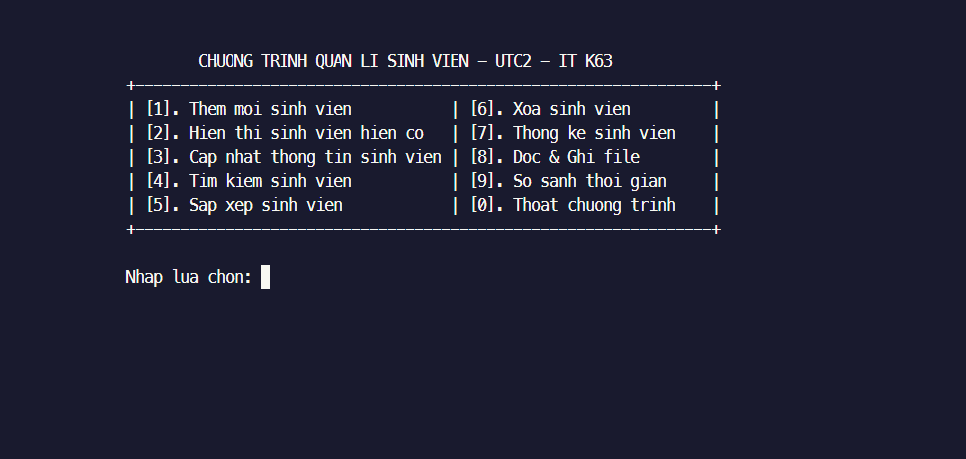 CHUONG TRINH QUAN LI SINH VIEN - UTC2 - IT K63
+----------------------------------------------------------------+
| [1]. Them moi sinh vien           | [6]. Xoa sinh vien         |
| [2]. Hien thi sinh vien hien co   | [7]. Thong ke sinh vien    |
| [3]. Cap nhat thong tin sinh vien | [8]. Doc & Ghi file        |
| [4]. Tim kiem sinh vien           | [9]. So sanh thoi gian     |
| [5]. Sap xep sinh vien            | [0]. Thoat chuong trinh    |
+----------------------------------------------------------------+
Nhap lua chon: